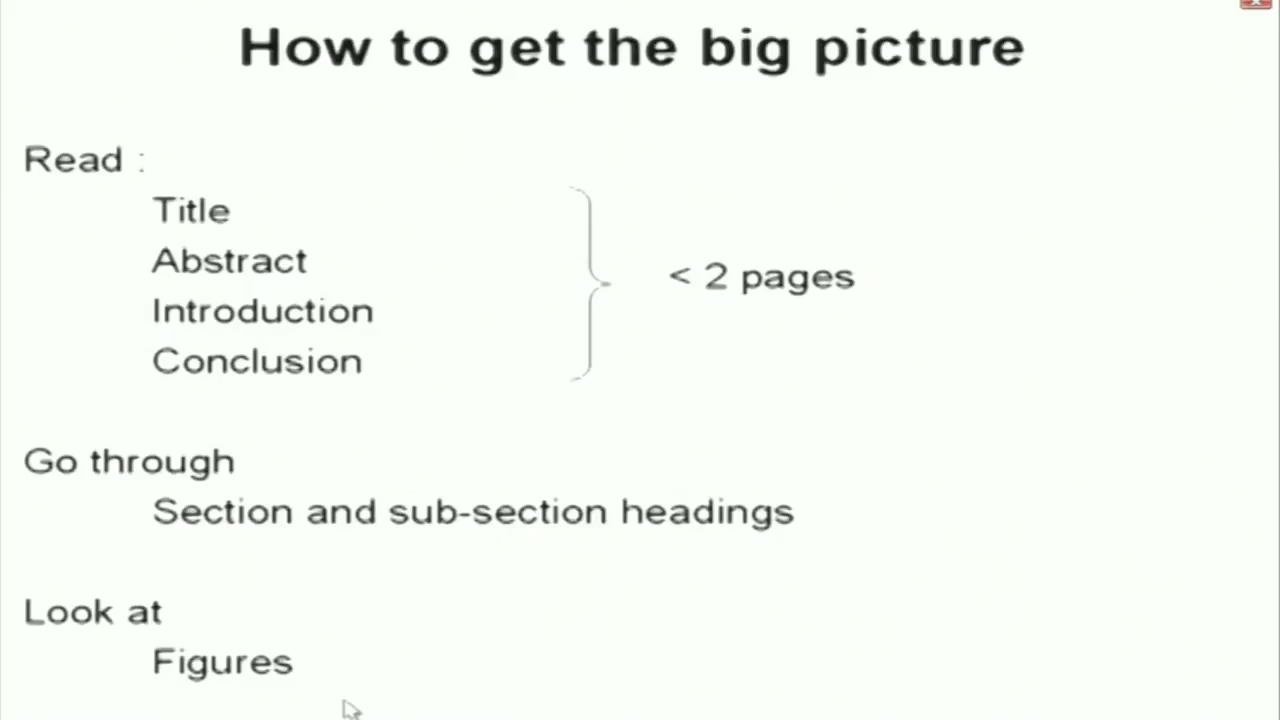 How to get the big picture
Read :
Title
Abstract
Introduction
Conclusion
< 2 pages
Go through
Section and sub-section headings
Look at
Figures